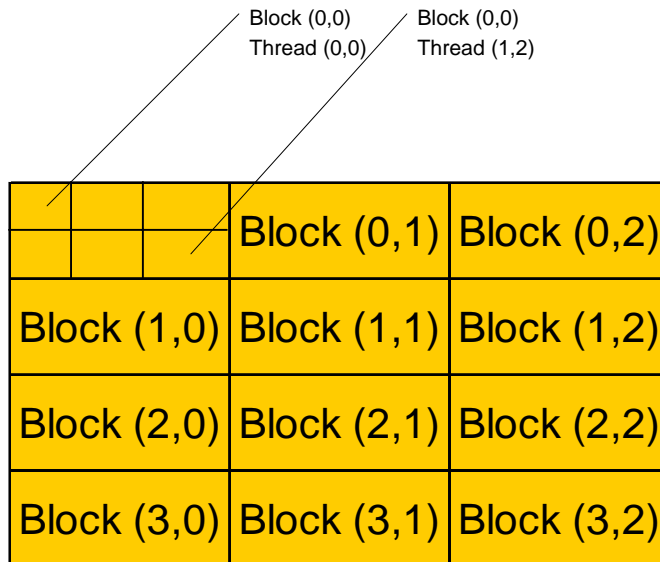 Block (0,0)
Thread (0,0)
Block (0,0)
Thread (1,2)
Block (0,1) Block (0,2)
Block (1,0) Block (1,1) Block (1,2)
Block (2,0) Block (2,1) Block (2,2)
Block (3,0) Block (3,1) Block (3,2)